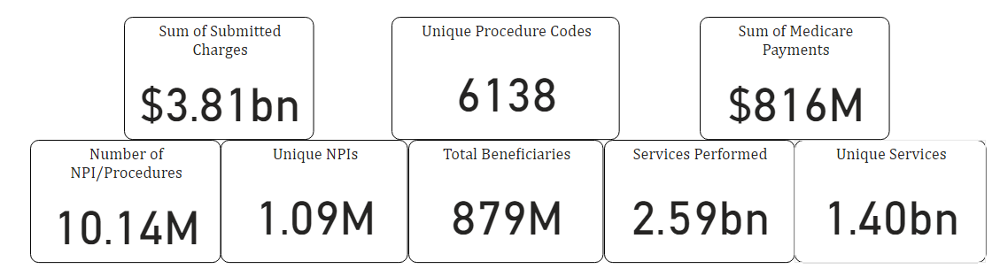 Sum of Submitted
Charges
$3.81bn
Unique Procedure Codes
6138
Sum of Medicare
Payments
$816M
Number of
NPI/Procedures
10.14M
Unique NPIs
1.09M
Total Beneficiaries
879M
Services Performed
2.59bn
Unique Services
1.40bn